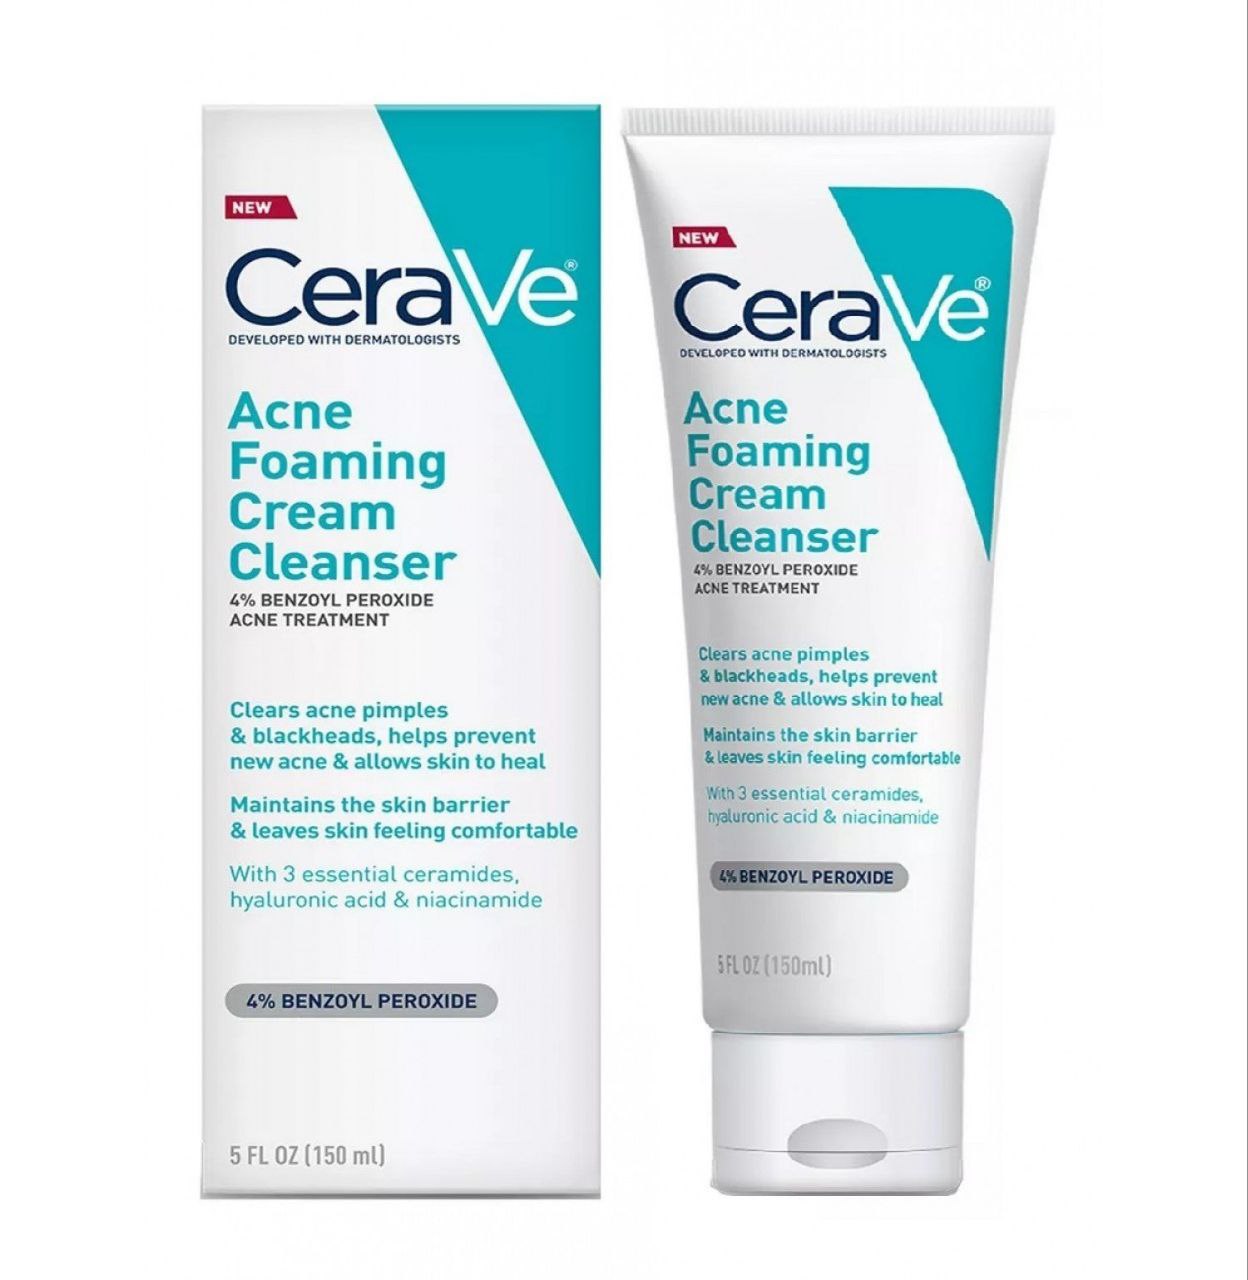 NEW
CeraVe®
DEVELOPED WITH DERMATOLOGISTS
Acne
Foaming
Cream
Cleanser
4% BENZOYL PEROXIDE
ACNE TREATMENT
Clears acne pimples
& blackheads, helps prevent
new acne & allows skin to heal
Maintains the skin barrier
& leaves skin feeling comfortable
With 3 essential ceramides,
hyaluronic acid & niacinamide
4% BENZOYL PEROXIDE
5 FL OZ (150 ml)
NEW
CeraVe®
DEVELOPED WITH DERMATOLOGISTS
Acne
Foaming
Cream
Cleanser
4% BENZOYL PEROXIDE
ACNE TREATMENT
Clears acne pimples
& blackheads, helps prevent
new acne & allows skin to heal
Maintains the skin barrier
& leaves skin feeling comfortable
With 3 essential ceramides,
hyaluronic acid & niacinamide
4% BENZOYL PEROXIDE
5 FL OZ (150ml)